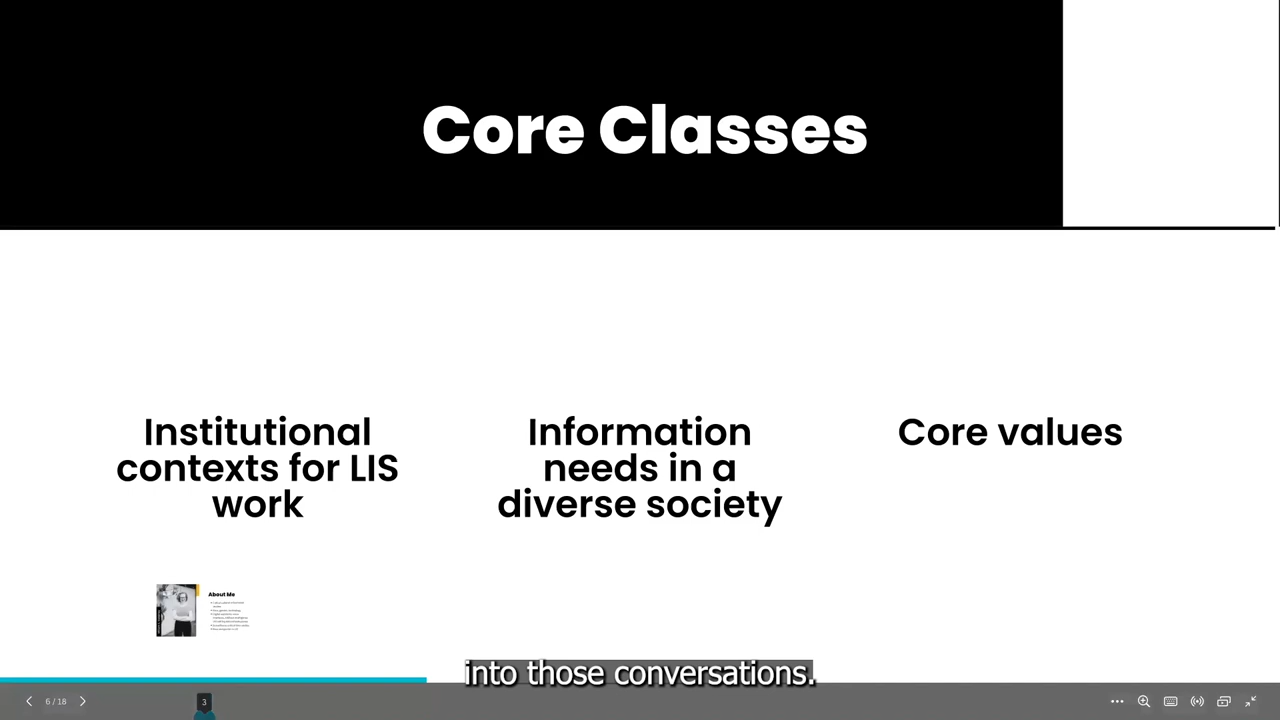 Core Classes
Institutional
contexts for LIS
work
Information
needs in a
diverse society
Core values
About Me
into those conversations.
6 / 18
3